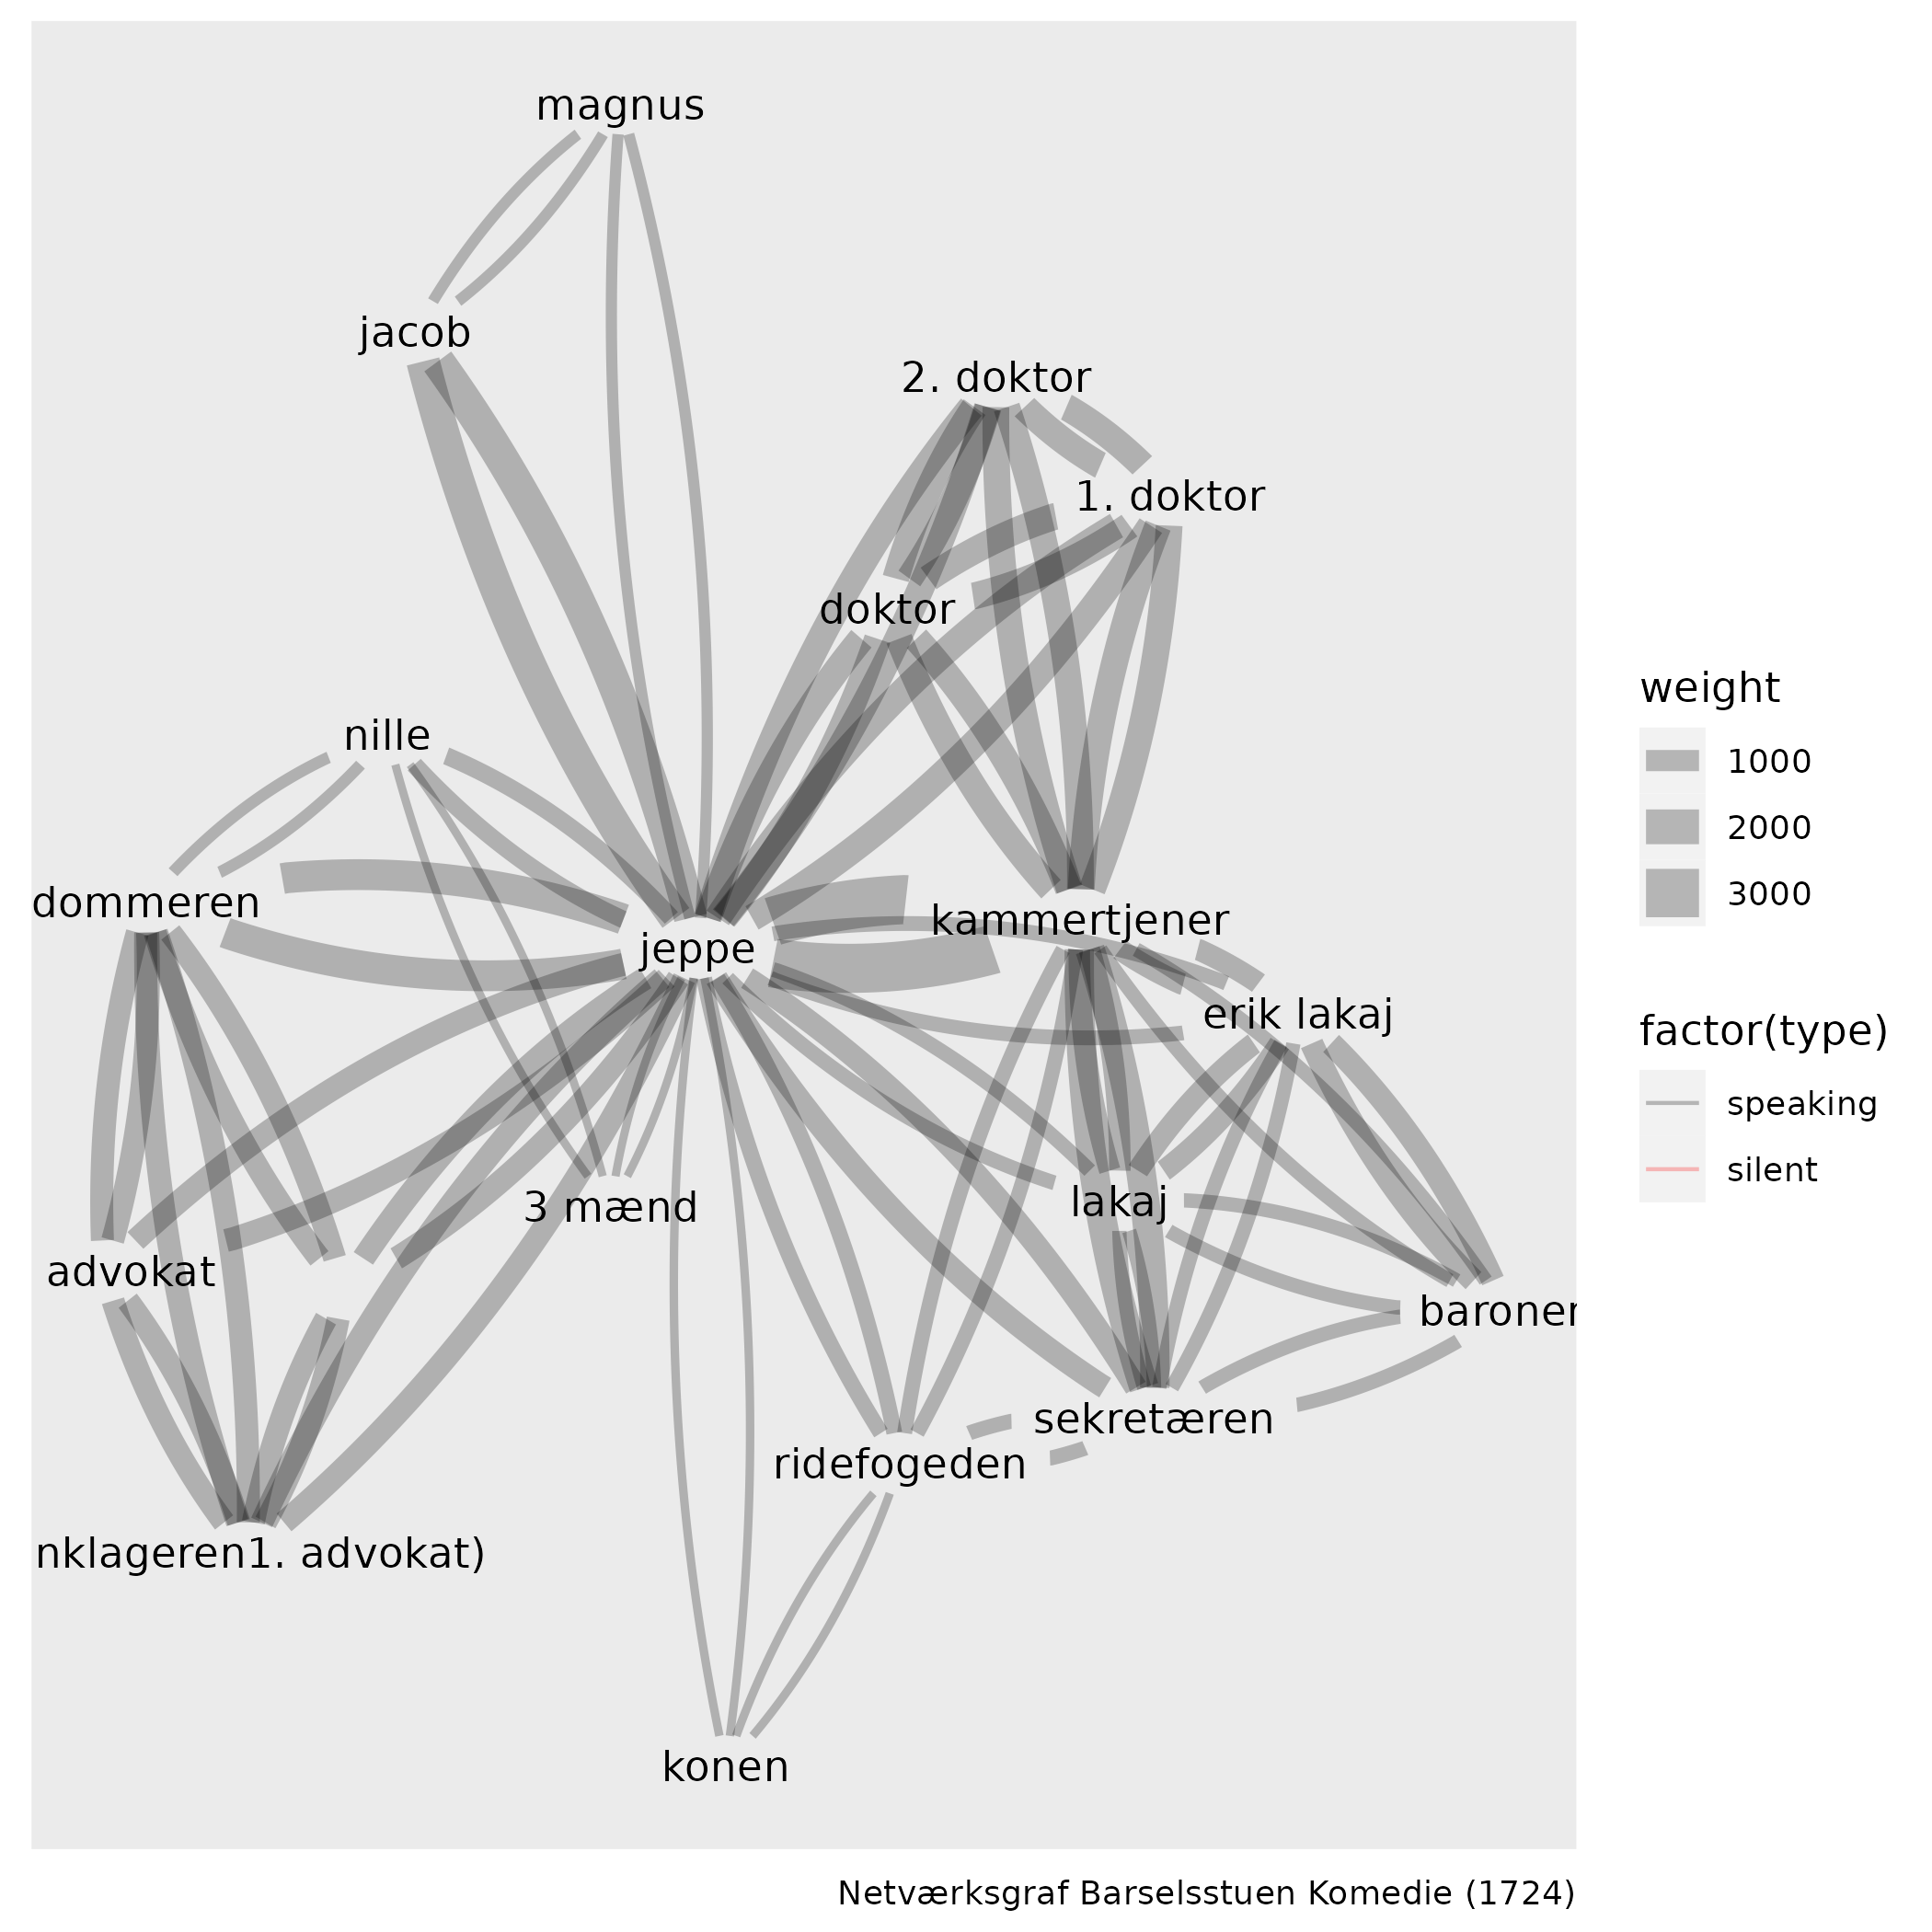 magnus
jacob
2. doktor
1. doktor
doktor
nille
dommeren
kammertjener
jeppe
erik lakaj
3 mænd
lakaj
advokat
baronen
sekretæren
ridefogeden
nklageren1. advokat)
konen
weight
1000
2000
3000
factor(type)
speaking
silent
Netværksgraf Barselsstuen Komedie (1724)